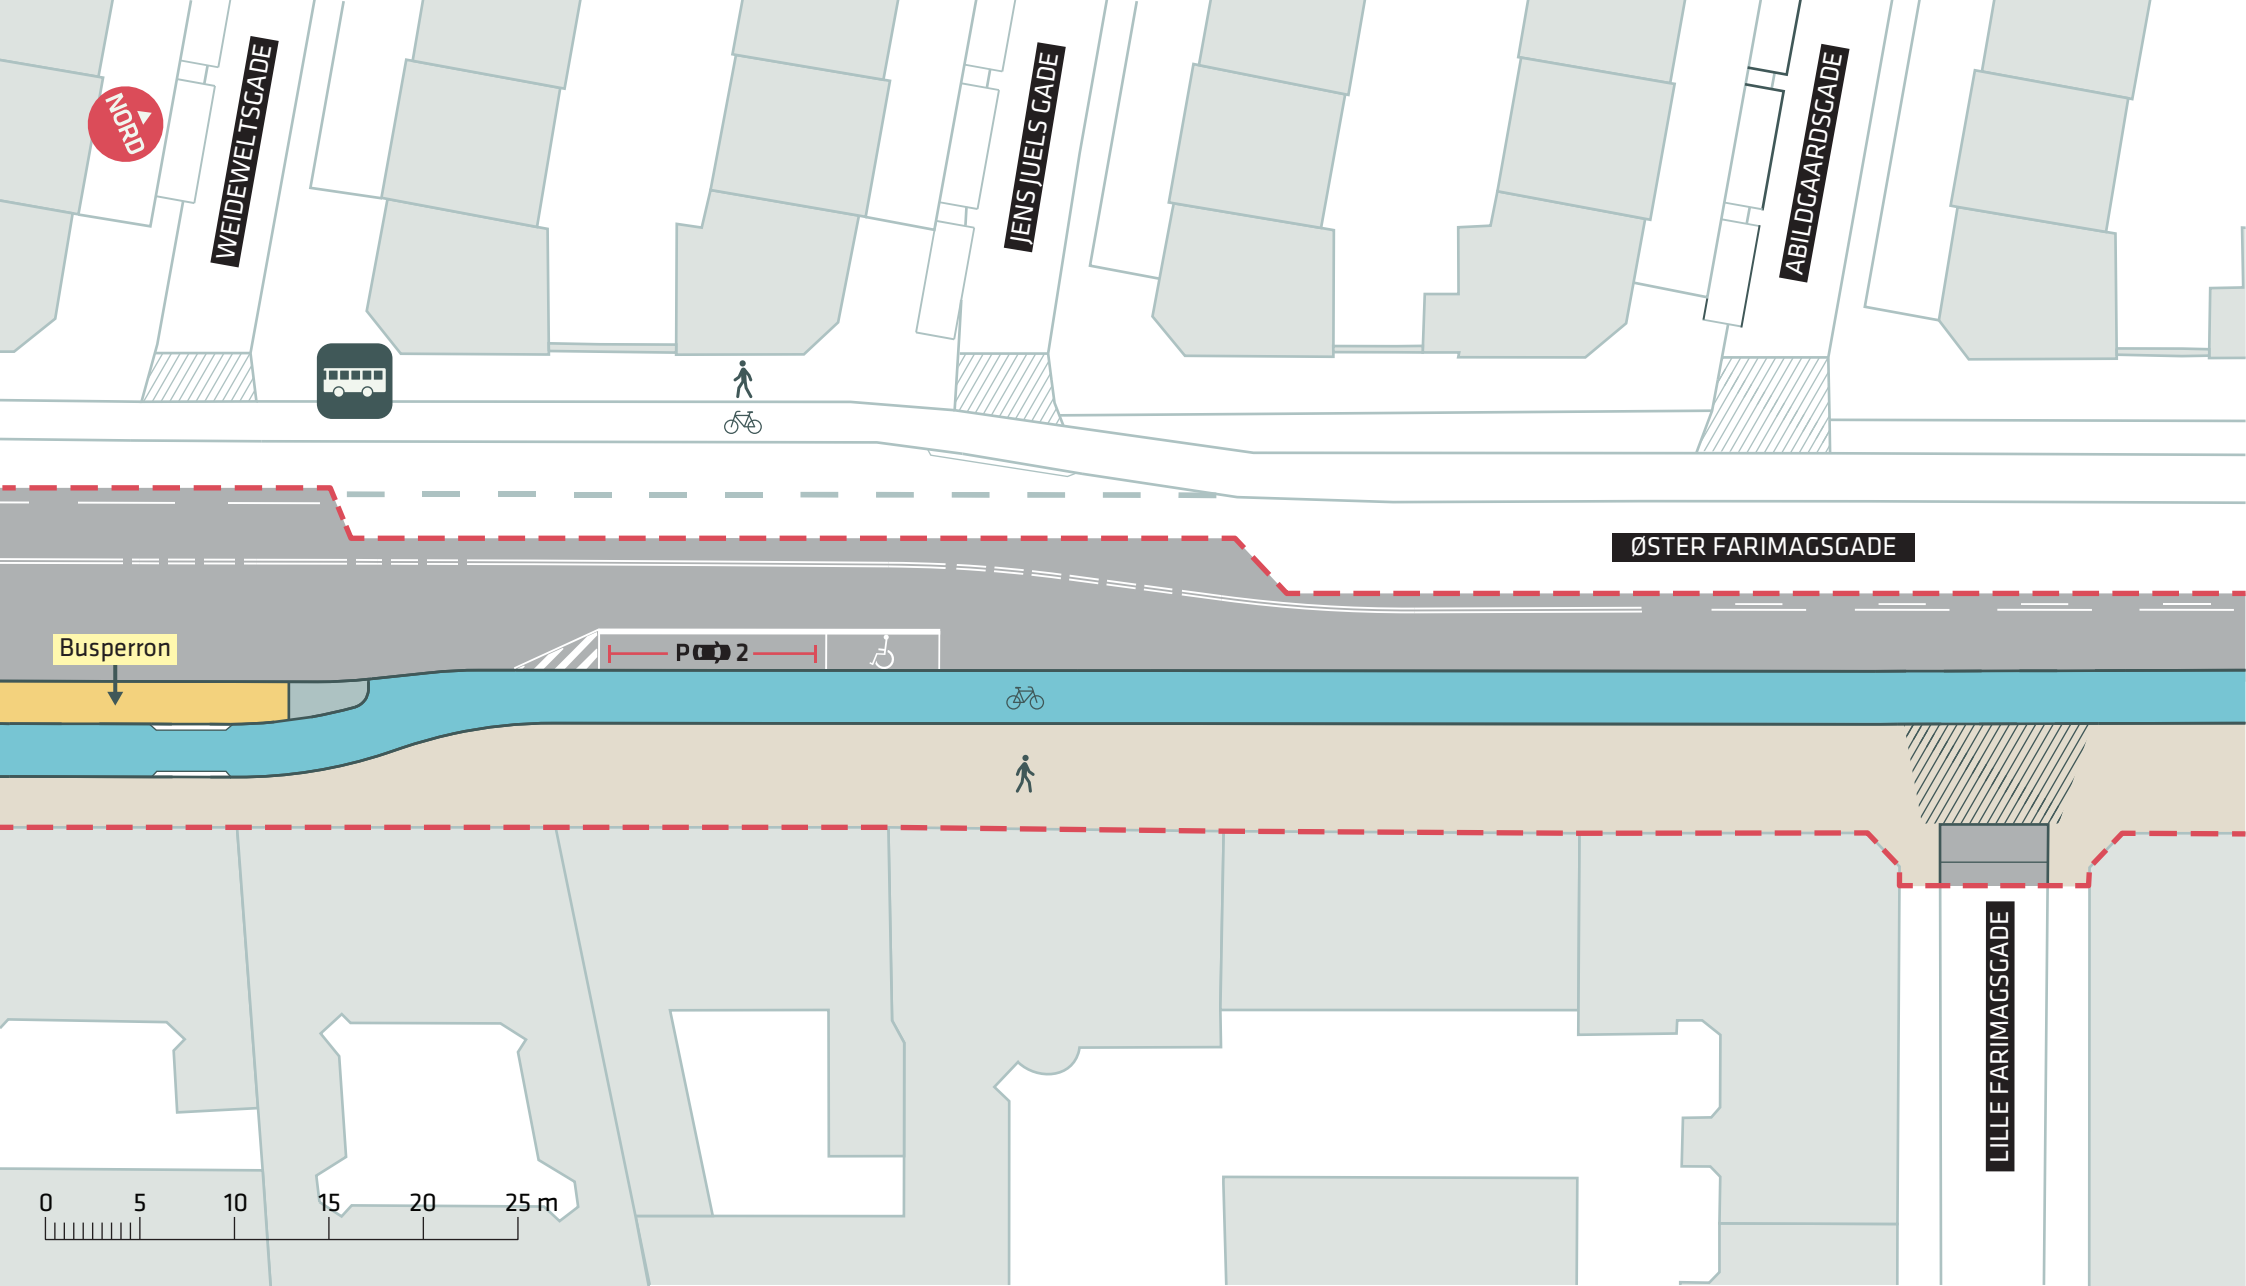 WEIDEWELTSGADE
JENS JUELS GADE
ABILDGAARDSGADE
NORD
ØSTER FARIMAGSGADE
Busperron
P 2
LILLE FARIMAGSGADE
0 5 10 15 20 25 m